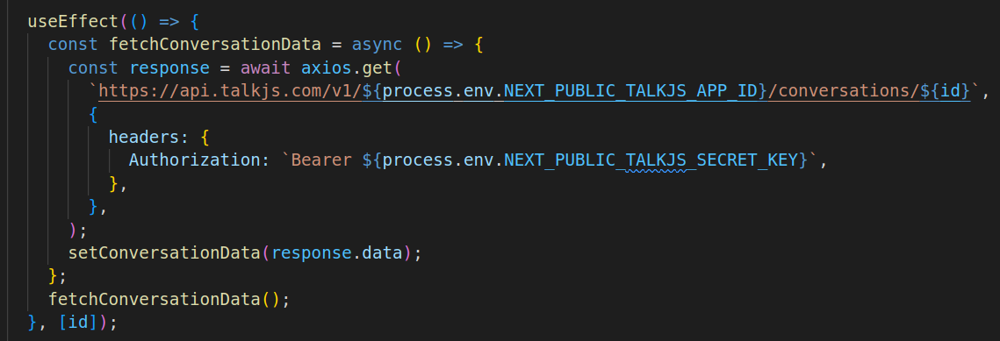 useEffect(() => {
const fetchConversationData = async () => {
const response = await axios.get(
`https://api.talkjs.com/v1/${process.env.NEXT_PUBLIC_TALKJS_APP_ID}/conversations/${id}`,
{
headers: {
Authorization: `Bearer ${process.env.NEXT_PUBLIC_TALKJS_SECRET_KEY}`,
},
},
);
setConversationData(response.data);
};
fetchConversationData();
}, [id]);